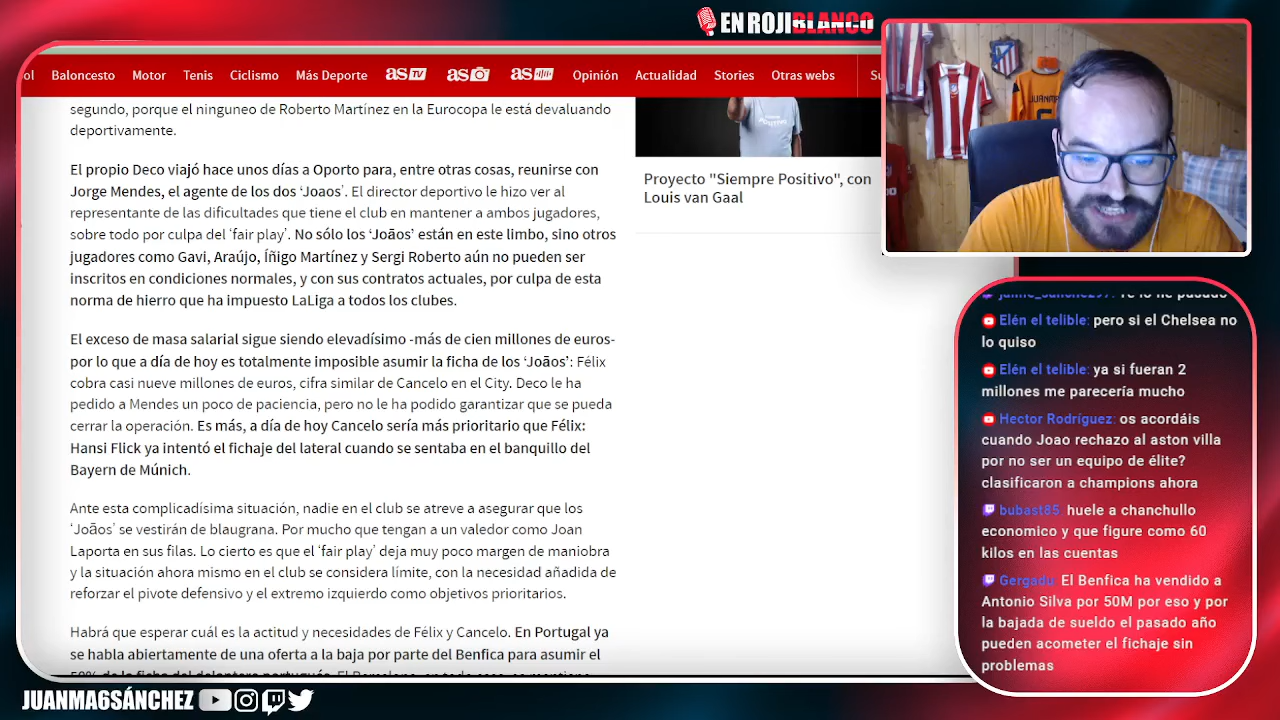 EN ROJIBLANCO
ol Baloncesto Motor Tenis Ciclismo Más Deporte as TV as as Opinión Actualidad Stories Otras webs Su
segundo, porque el ninguneo de Roberto Martínez en la Eurocopa le está devaluando
deportivamente.
El propio Deco viajó hace unos días a Oporto para, entre otras cosas, reunirse con
Jorge Mendes, el agente de los dos ‘Joaos’. El director deportivo le hizo ver al
representante de las dificultades que tiene el club en mantener a ambos jugadores,
sobre todo por culpa del ‘fair play’. No sólo los ‘Joãos’ están en este limbo, sino otros
jugadores como Gavi, Araújo, Íñigo Martínez y Sergi Roberto aún no pueden ser
inscritos en condiciones normales, y con sus contratos actuales, por culpa de esta
norma de hierro que ha impuesto LaLiga a todos los clubes.
El exceso de masa salarial sigue siendo elevadísimo -más de cien millones de euros-
por lo que a día de hoy es totalmente imposible asumir la ficha de los ‘Joãos’: Félix
cobra casi nueve millones de euros, cifra similar de Cancelo en el City. Deco le ha
pedido a Mendes un poco de paciencia, pero no le ha podido garantizar que se pueda
cerrar la operación. Es más, a día de hoy Cancelo sería más prioritario que Félix:
Hansi Flick ya intentó el fichaje del lateral cuando se sentaba en el banquillo del
Bayern de Múnich.
Ante esta complicadísima situación, nadie en el club se atreve a asegurar que los
‘Joãos’ se vestirán de blaugrana. Por mucho que tengan a un valedor como Joan
Laporta en sus filas. Lo cierto es que el ‘fair play’ deja muy poco margen de maniobra
y la situación ahora mismo en el club se considera límite, con la necesidad añadida de
reforzar el pivote defensivo y el extremo izquierdo como objetivos prioritarios.
Habrá que esperar cuál es la actitud y necesidades de Félix y Cancelo. En Portugal ya
se habla abiertamente de una oferta a la baja por parte del Benfica para asumir el
50% de la ficha del delantero portugués.
Proyecto "Siempre Positivo", con
Louis van Gaal
Te lo he pasado
Elén el telible: pero si el Chelsea no
lo quiso
Elén el telible: ya si fueran 2
millones me parecería mucho
Hector Rodríguez: os acordáis
cuando Joao rechazo al aston villa
por no ser un equipo de élite?
clasificaron a champions ahora
bubast85: huele a chanchullo
economico y que figure como 60
kilos en las cuentas
Gergadu: El Benfica ha vendido a
Antonio Silva por 50M por eso y por
la bajada de sueldo el pasado año
pueden acometer el fichaje sin
problemas
JUANMA6SÁNCHEZ